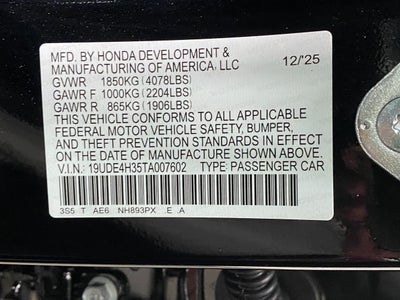 MFD. BY HONDA DEVELOPMENT & 12/'25
MANUFACTURING OF AMERICA, LLC
GVWR 1850KG (4078LBS)
GAWR F 1000KG (2204LBS)
GAWR R 865KG (1906LBS)
THIS VEHICLE CONFORMS TO ALL APPLICABLE
FEDERAL MOTOR VEHICLE SAFETY, BUMPER,
AND THEFT PREVENTION STANDARDS IN EFFECT
ON THE DATE OF MANUFACTURE SHOWN ABOVE.
V.I.N.: 19UDE4H35TA007602 TYPE: PASSENGER CAR
3S5 T AE6 NH893PX E A